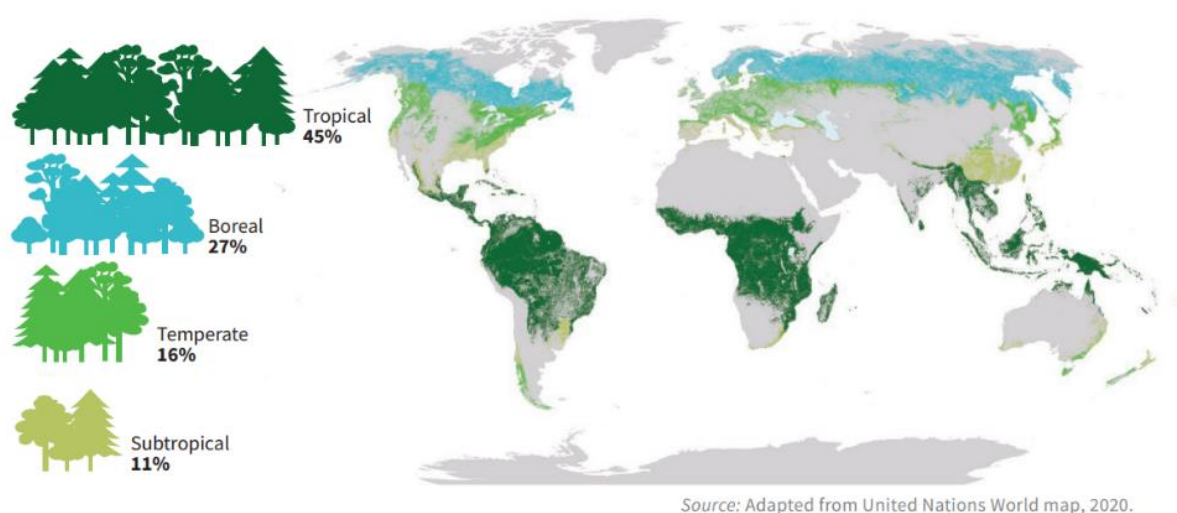 Tropical
45%
Boreal
27%
Temperate
16%
Subtropical
11%
Source: Adapted from United Nations World map, 2020.